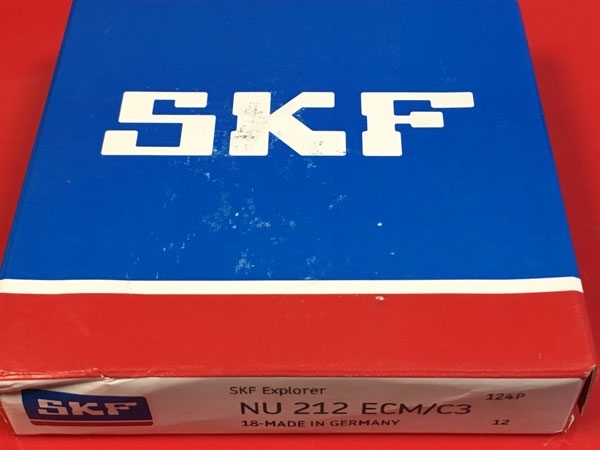 SKF
SKF
SKF Explorer
124P
NU 212 ECM/C3
18-MADE IN GERMANY
12